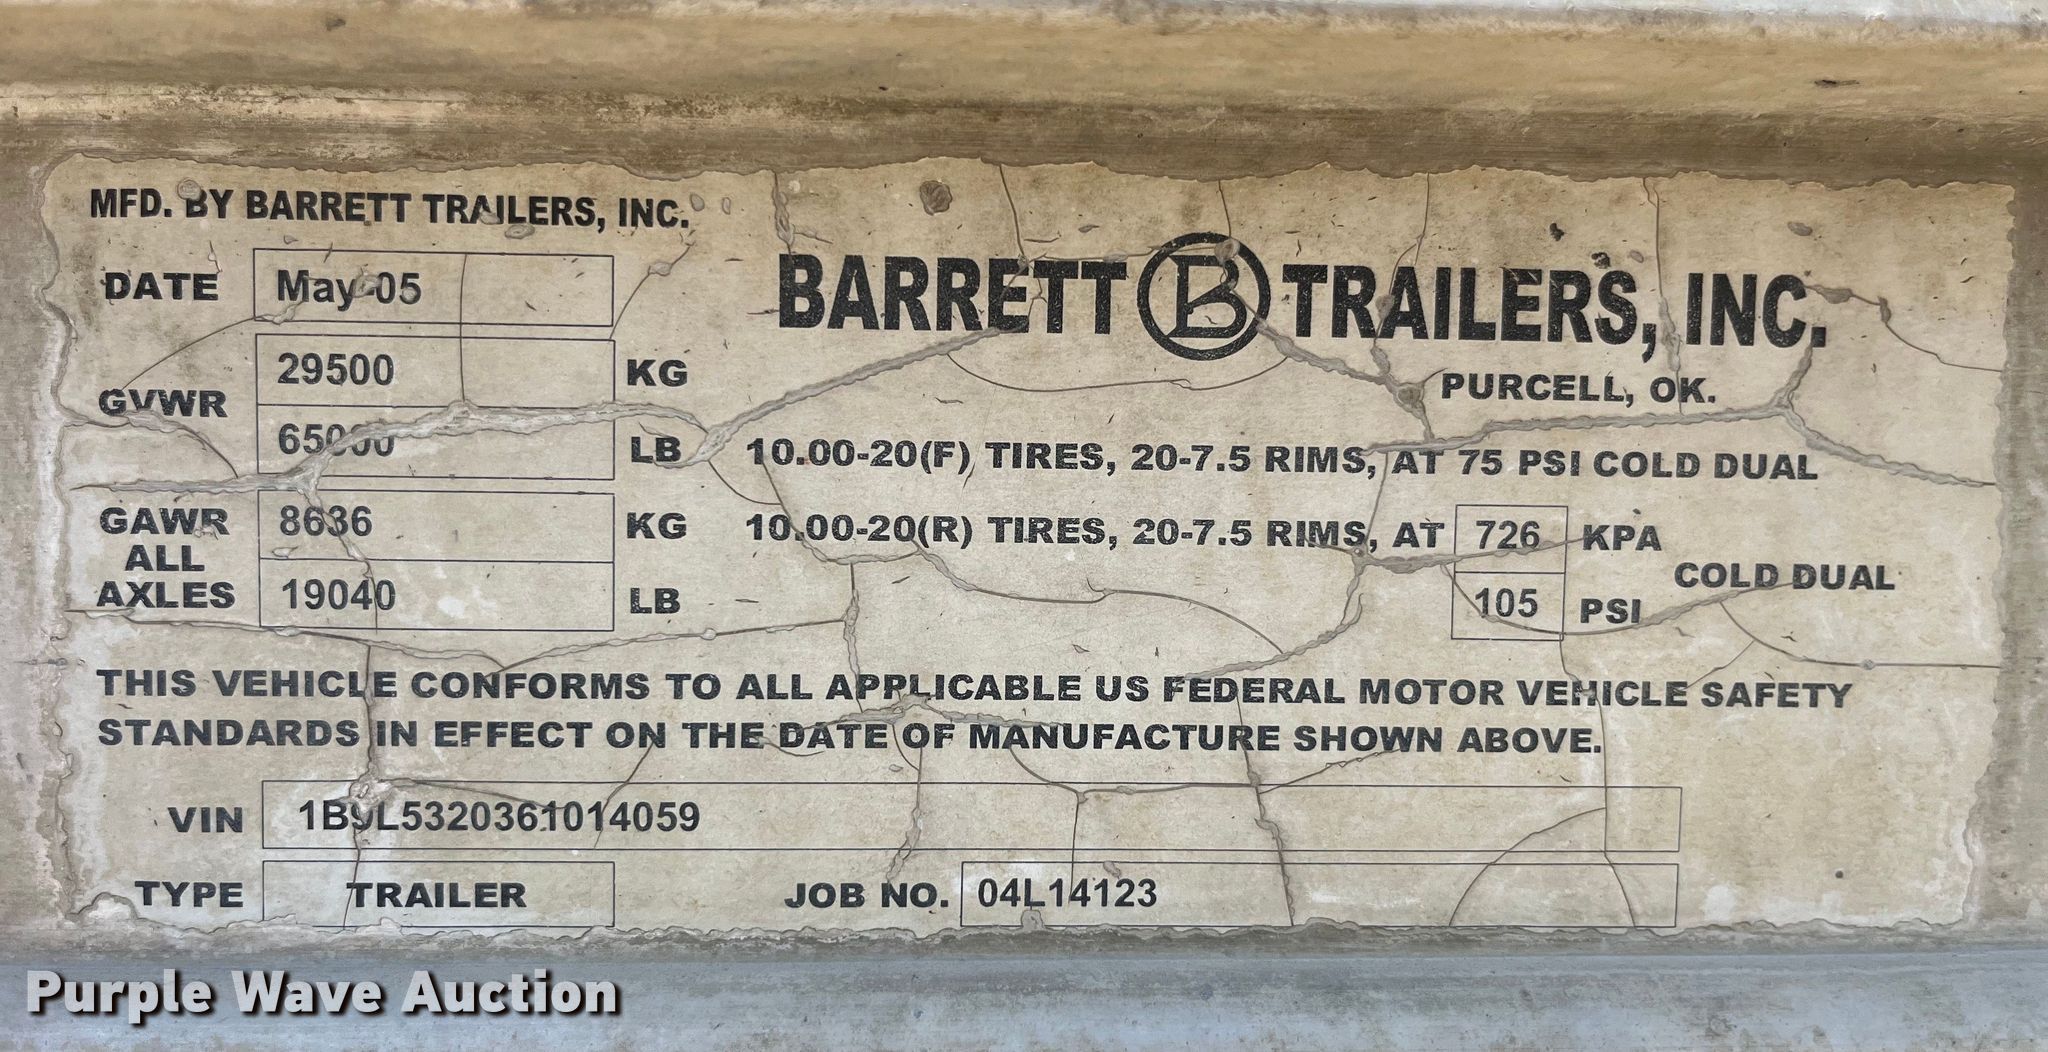 MFD. BY BARRETT TRAILERS, INC.
DATE May-05
BARRETT B TRAILERS, INC.
PURCELL, OK.
GVWR 29500 KG
65000 LB
10.00-20(F) TIRES, 20-7.5 RIMS, AT 75 PSI COLD DUAL
GAWR ALL AXLES 8636 KG
19040 LB
10.00-20(R) TIRES, 20-7.5 RIMS, AT 726 KPA
105 PSI COLD DUAL
THIS VEHICLE CONFORMS TO ALL APPLICABLE US FEDERAL MOTOR VEHICLE SAFETY
STANDARDS IN EFFECT ON THE DATE OF MANUFACTURE SHOWN ABOVE.
VIN 1B9L5320361014059
TYPE TRAILER JOB NO. 04L14123
Purple Wave Auction